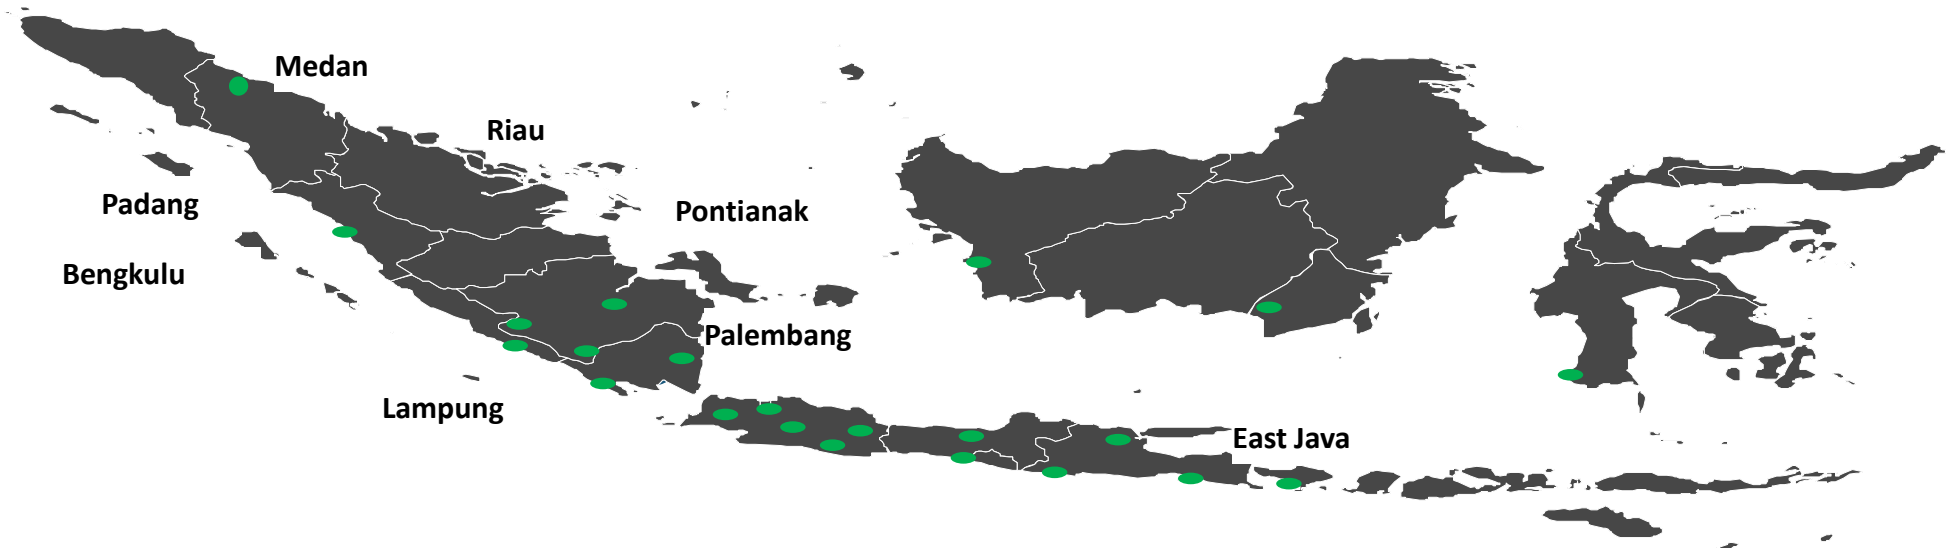 Medan
Riau
Padang
Pontianak
Bengkulu
Palembang
Lampung
East Java